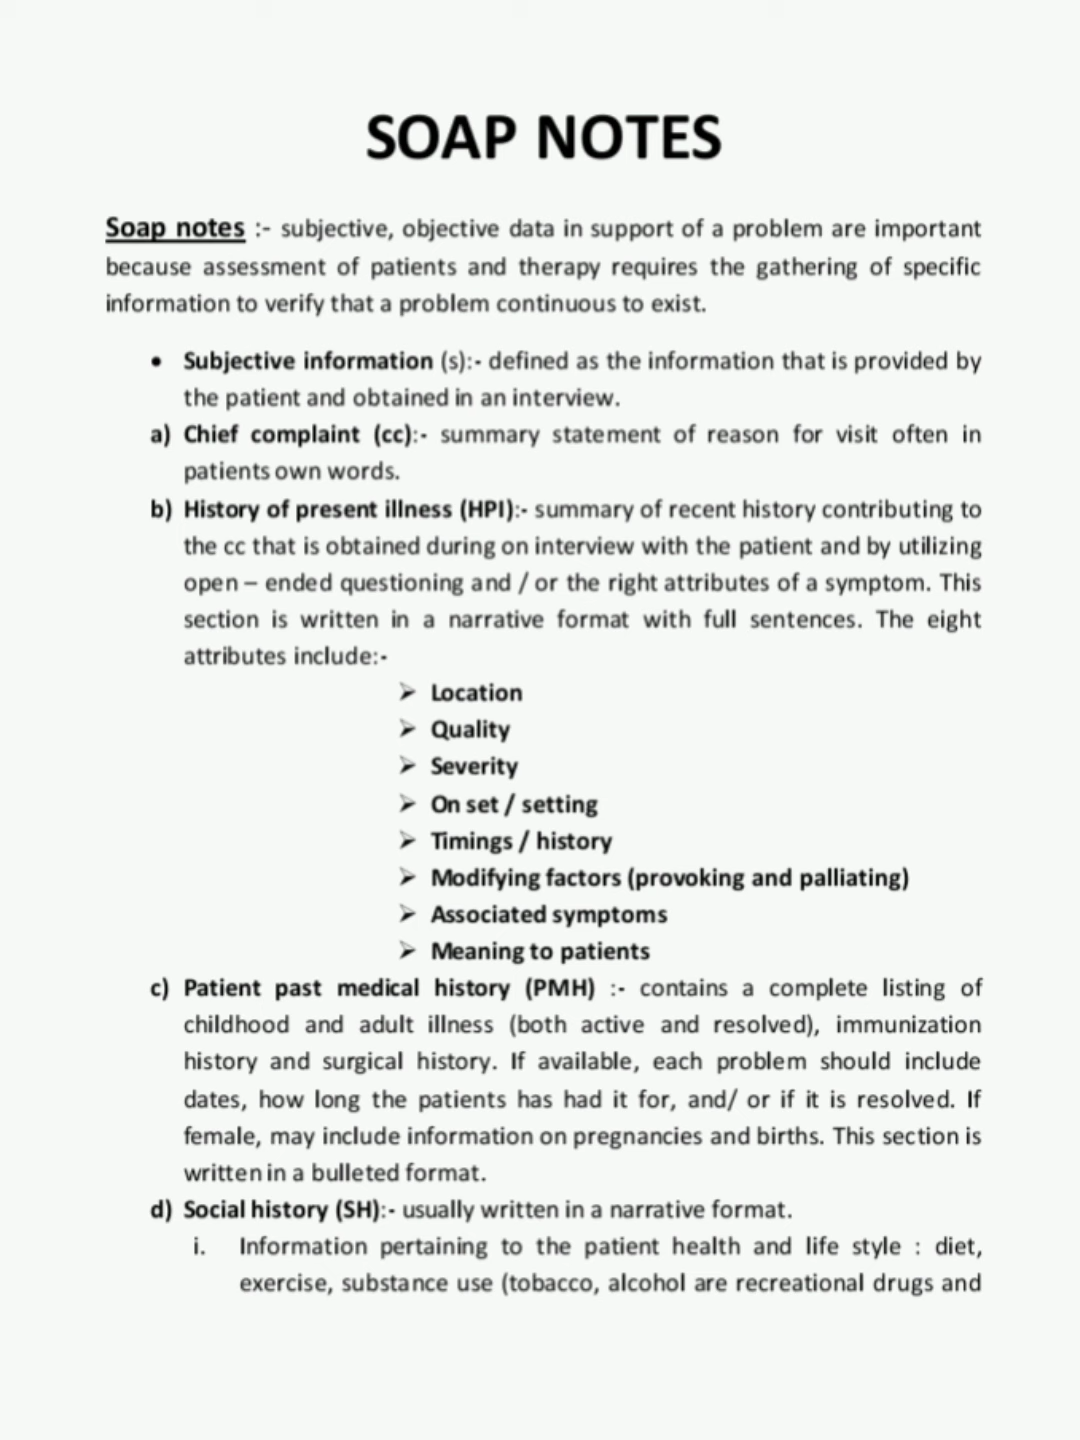 SOAP NOTES
Soap notes :- subjective, objective data in support of a problem are important
because assessment of patients and therapy requires the gathering of specific
information to verify that a problem continuous to exist.
• Subjective information (s):- defined as the information that is provided by
the patient and obtained in an interview.
a) Chief complaint (cc):- summary statement of reason for visit often in
patients own words.
b) History of present illness (HPI):- summary of recent history contributing to
the cc that is obtained during on interview with the patient and by utilizing
open – ended questioning and / or the right attributes of a symptom. This
section is written in a narrative format with full sentences. The eight
attributes include:-
➢ Location
➢ Quality
➢ Severity
➢ On set / setting
➢ Timings / history
➢ Modifying factors (provoking and palliating)
➢ Associated symptoms
➢ Meaning to patients
c) Patient past medical history (PMH) :- contains a complete listing of
childhood and adult illness (both active and resolved), immunization
history and surgical history. If available, each problem should include
dates, how long the patients has had it for, and/ or if it is resolved. If
female, may include information on pregnancies and births. This section is
written in a bulleted format.
d) Social history (SH):- usually written in a narrative format.
i. Information pertaining to the patient health and life style : diet,
exercise, substance use (tobacco, alcohol are recreational drugs and